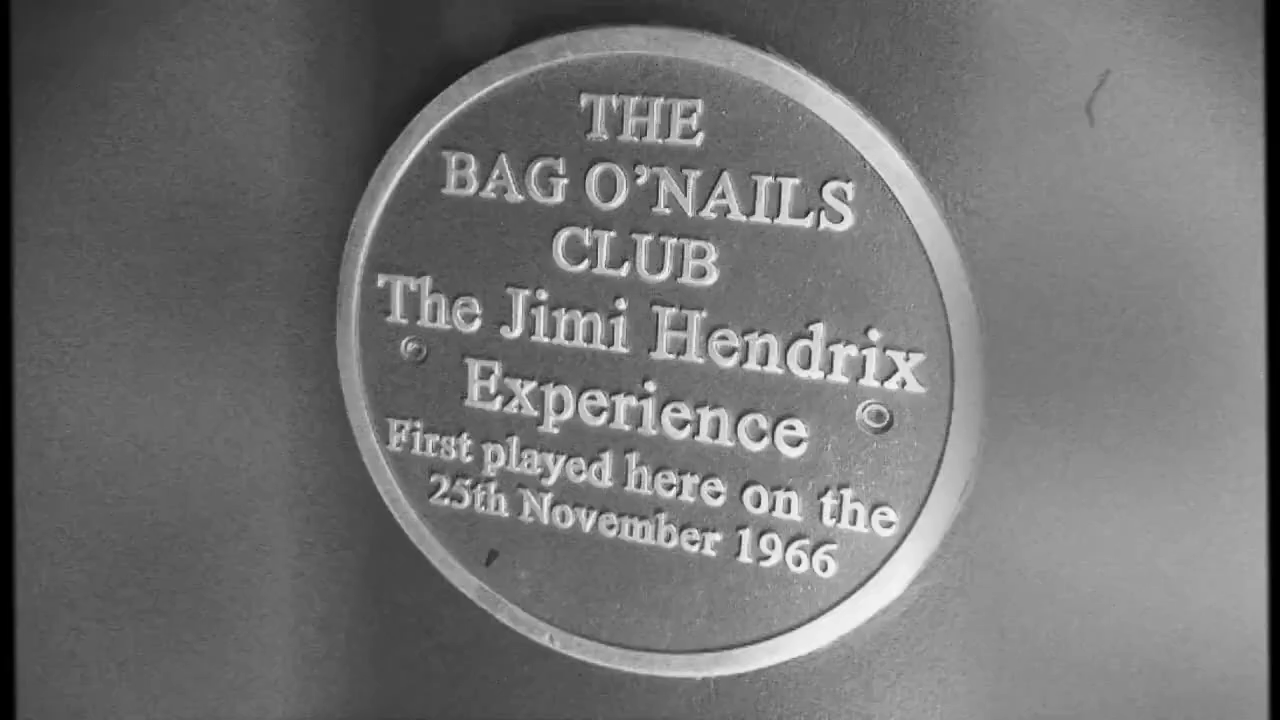 THE
BAG O'NAILS
CLUB
The Jimi Hendrix
Experience
First played here on the
25th November 1966